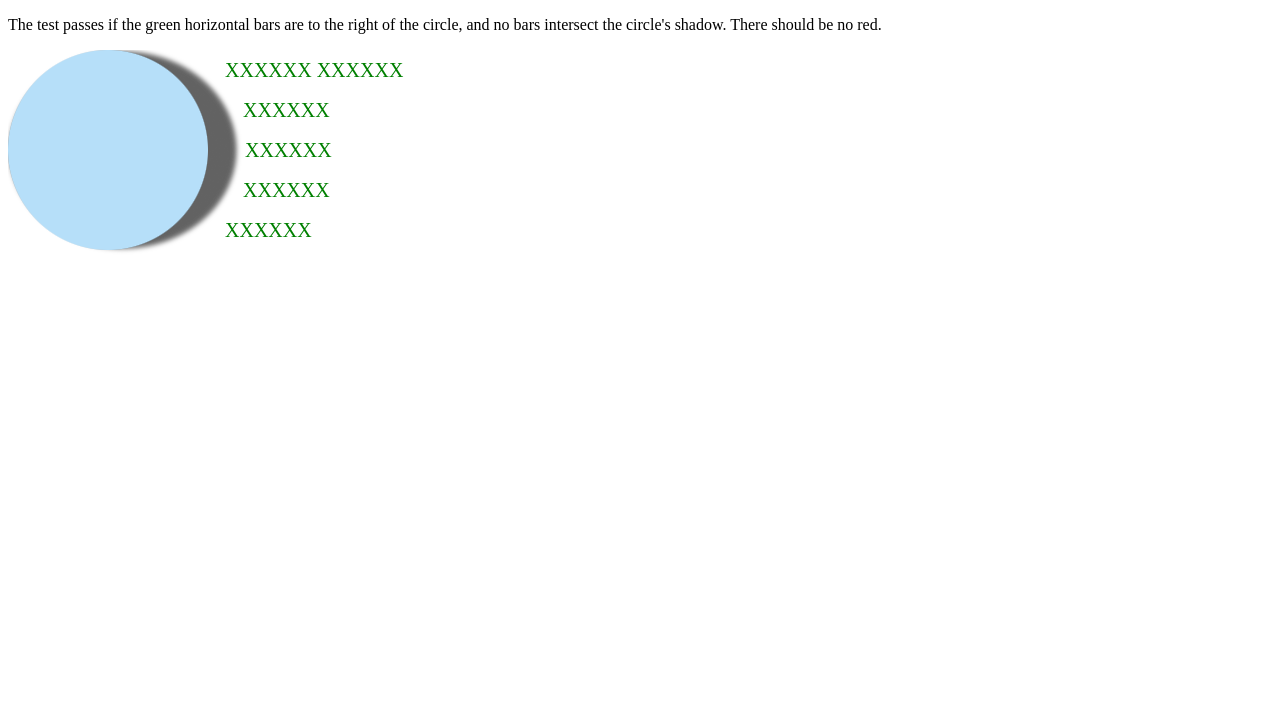 The test passes if the green horizontal bars are to the right of the circle, and no bars intersect the circle's shadow. There should be no red.
XXXXXX XXXXXX
XXXXXX
XXXXXX
XXXXXX
XXXXXX